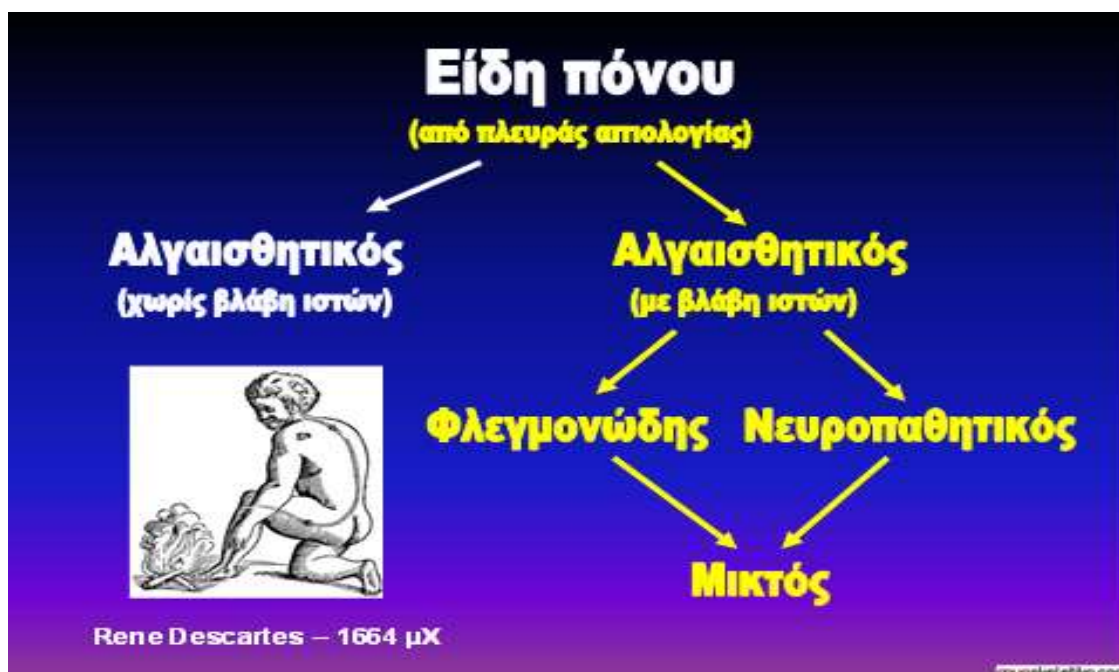 Είδη πόνου
(από πλευράς αιτιολογίας)
Αλγαισθητικός
(χωρίς βλάβη ιστών)
Αλγαισθητικός
(με βλάβη ιστών)
Φλεγμονώδης
Νευροπαθητικός
Μικτός
Rene Descartes – 1664 μΧ